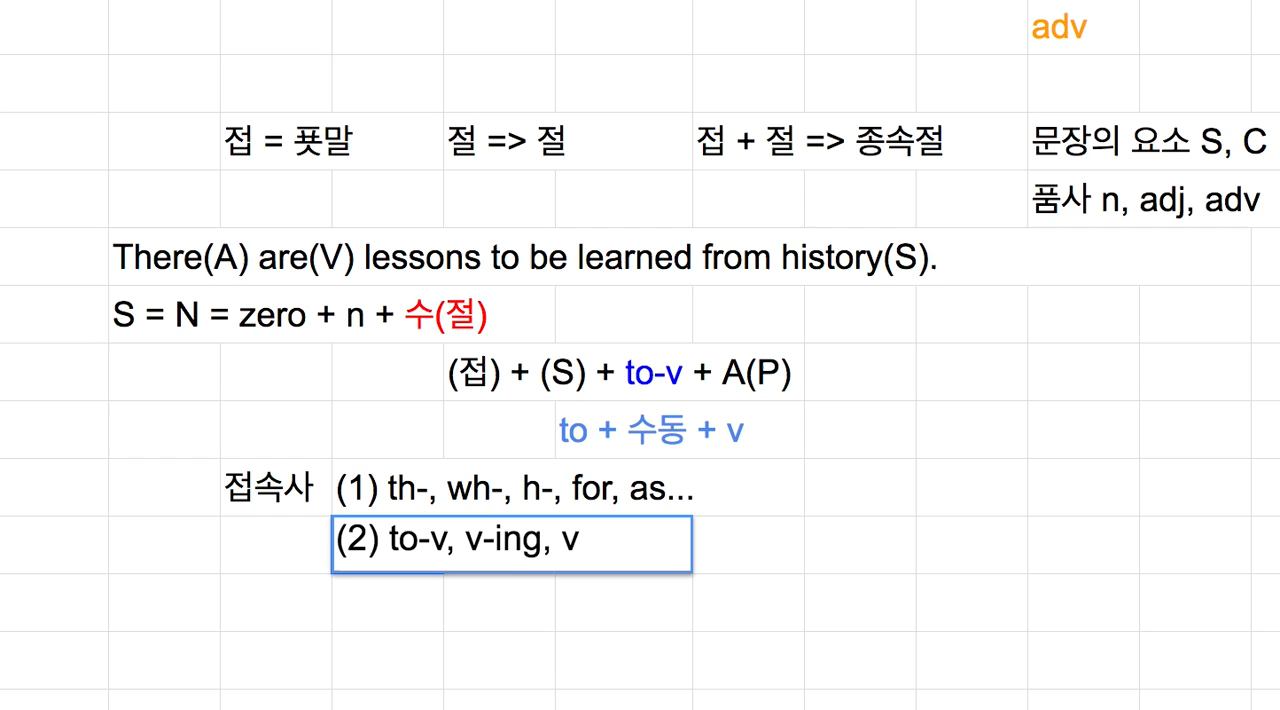 adv
접 = 푯말 절 => 절 접 + 절 => 종속절 문장의 요소 S, C
품사 n, adj, adv
There(A) are(V) lessons to be learned from history(S).
S = N = zero + n + 수(절)
(접) + (S) + to-v + A(P)
to + 수동 + v
접속사 (1) th-, wh-, h-, for, as...
(2) to-v, v-ing, v